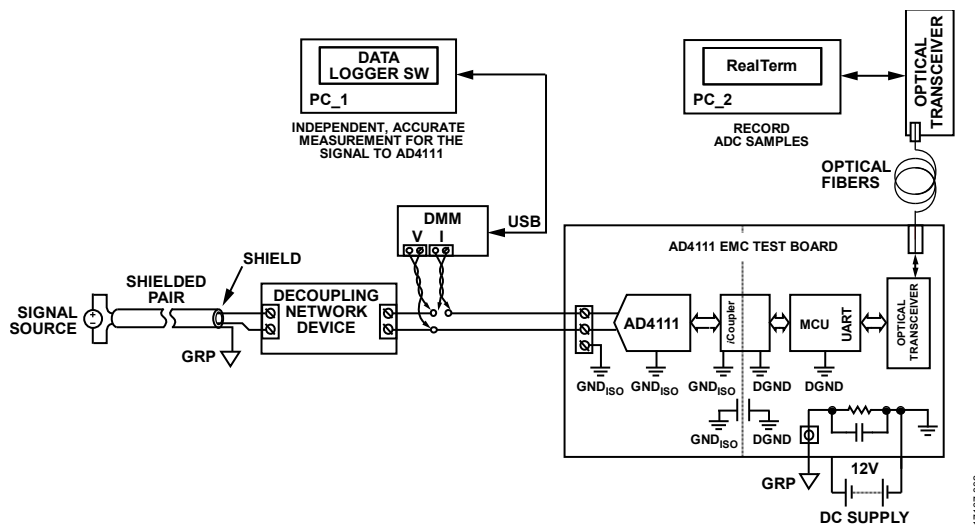 DATA
LOGGER SW
PC_1
INDEPENDENT, ACCURATE
MEASUREMENT FOR THE
SIGNAL TO AD4111
RealTerm
PC_2
RECORD
ADC SAMPLES
OPTICAL
TRANSCEIVER
OPTICAL
FIBERS
DMM
V I
USB
SHIELD
SHIELDED
PAIR
SIGNAL
SOURCE
GRP
DECOUPLING
NETWORK
DEVICE
AD4111 EMC TEST BOARD
AD4111
iCoupler
MCU
UART
OPTICAL
TRANSCEIVER
GNDISO
GNDISO
GNDISO
DGND
DGND
GNDISO
DGND
GRP
12V
DC SUPPLY